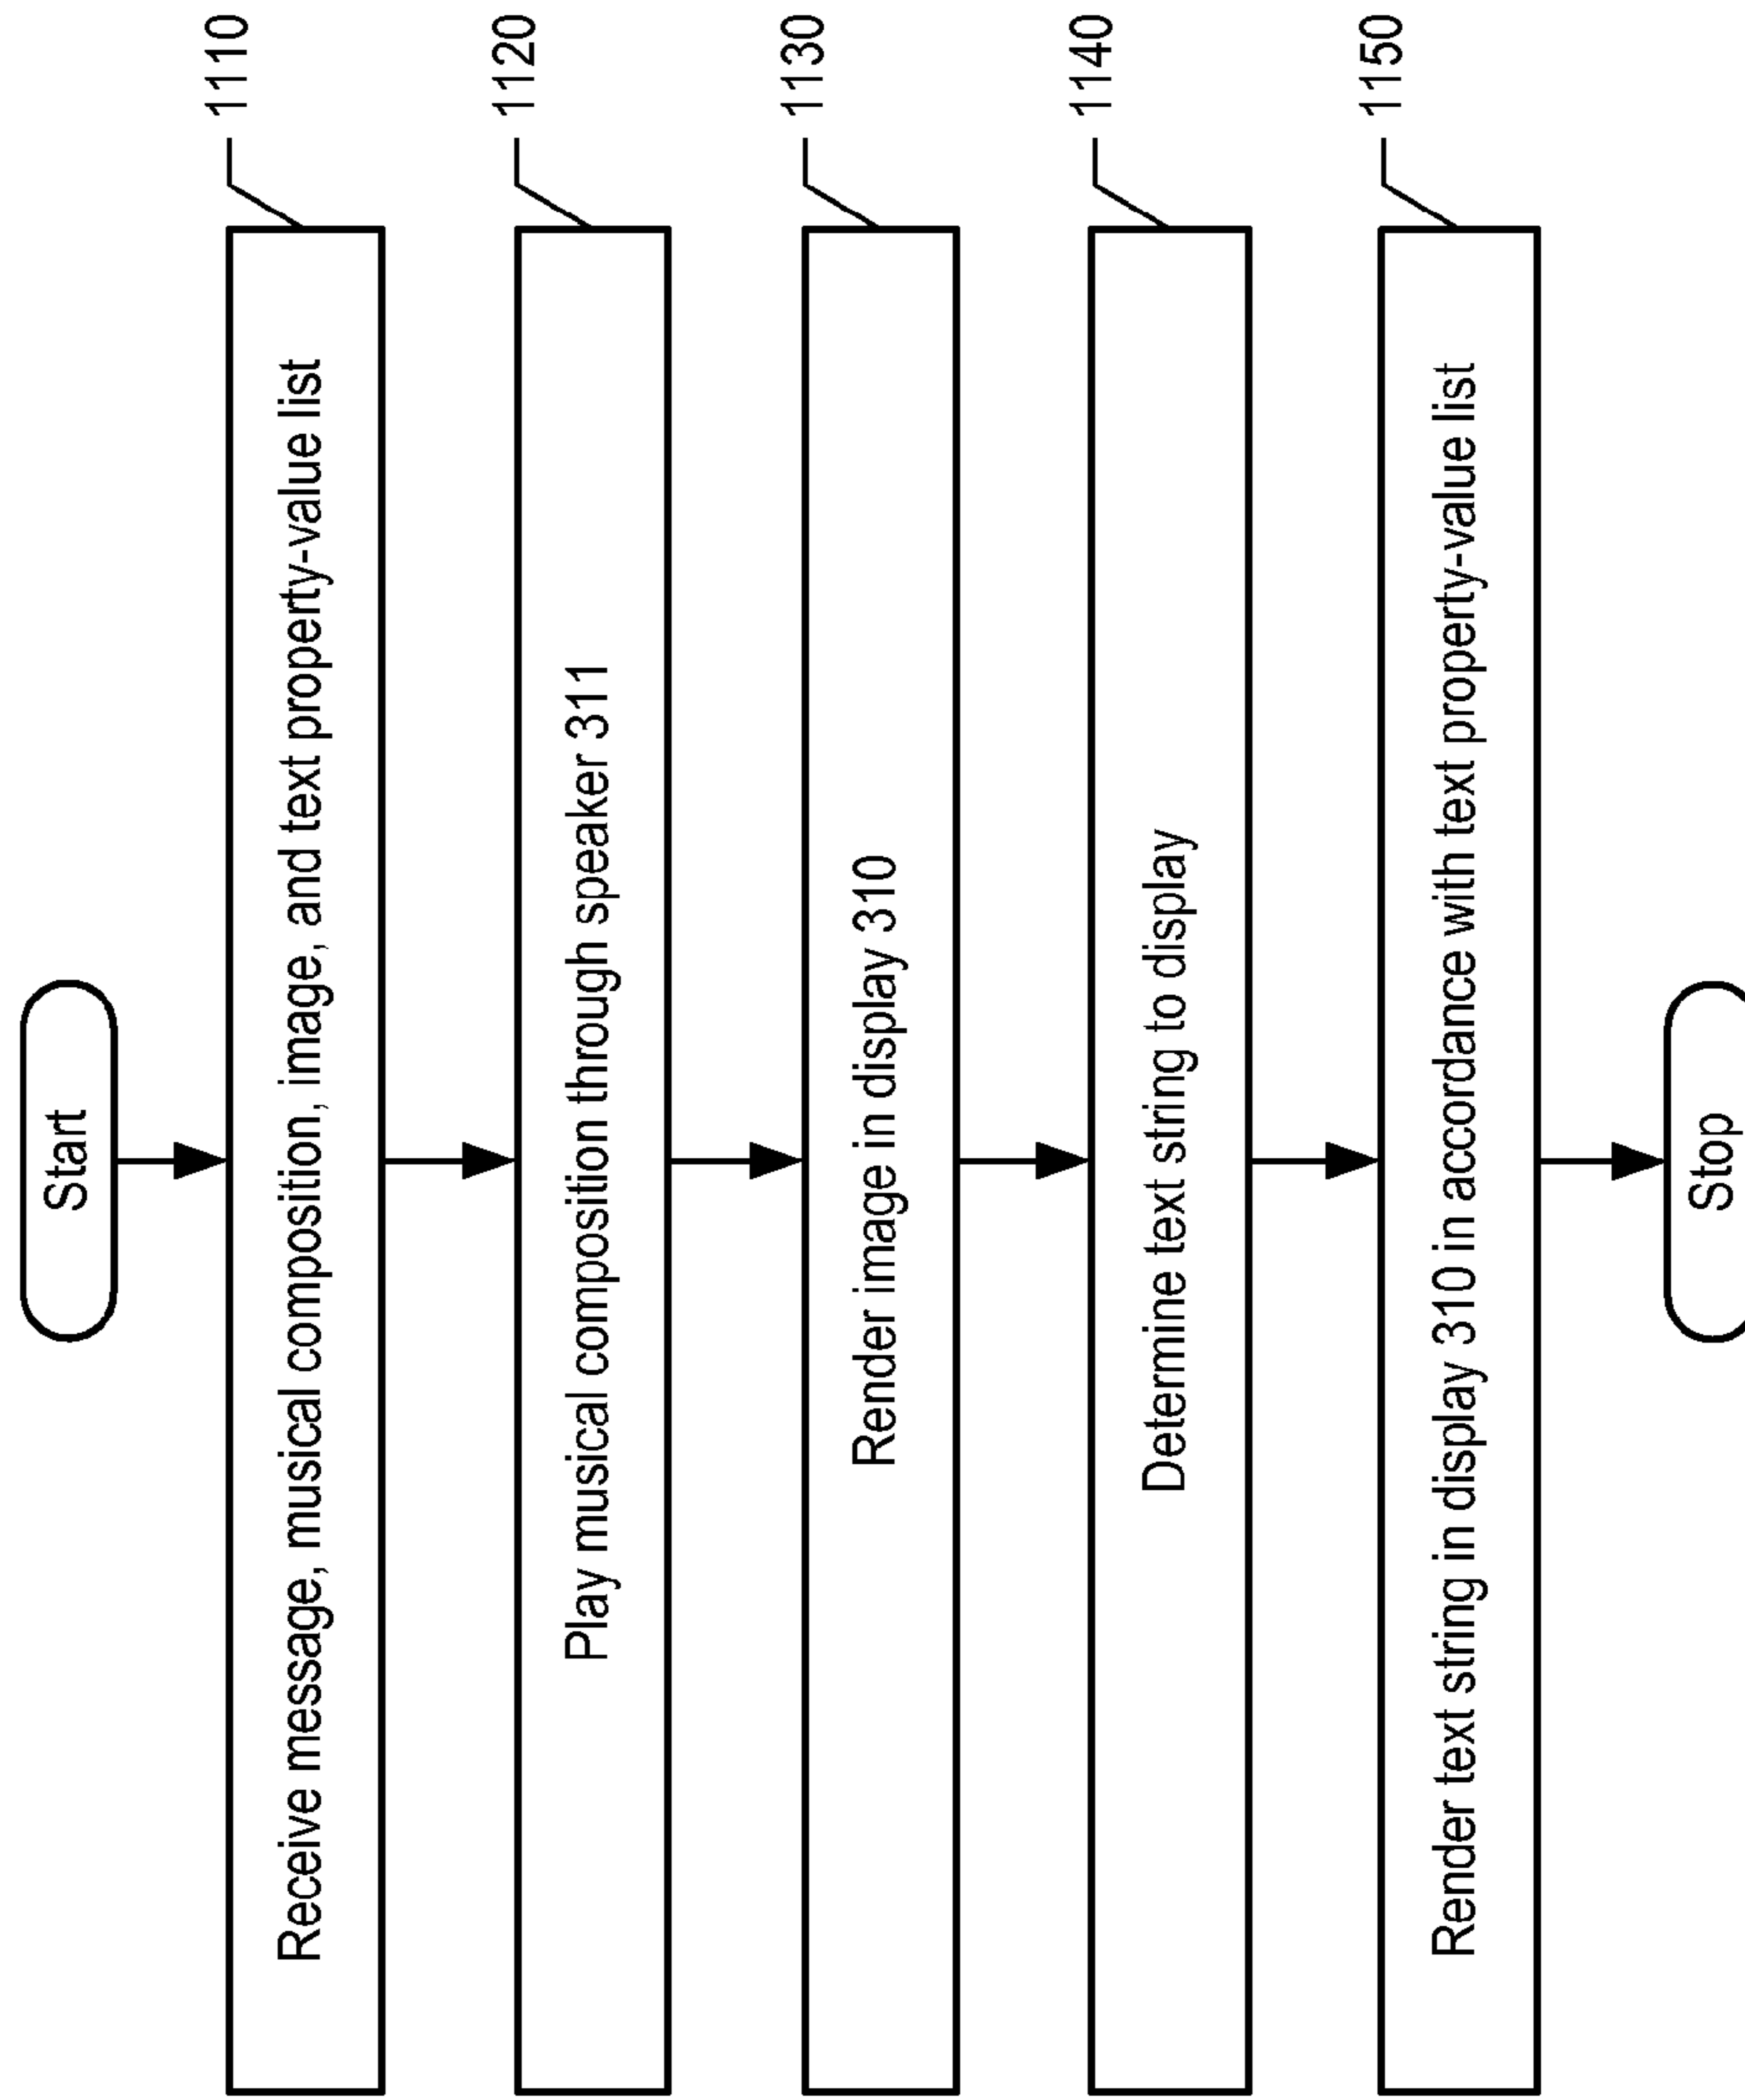 Start
Receive message, musical composition, image, and text property-value list
1110
Play musical composition through speaker 311
1120
Render image in display 310
1130
Determine text string to display
1140
Render text string in display 310 in accordance with text property-value list
1150
Stop